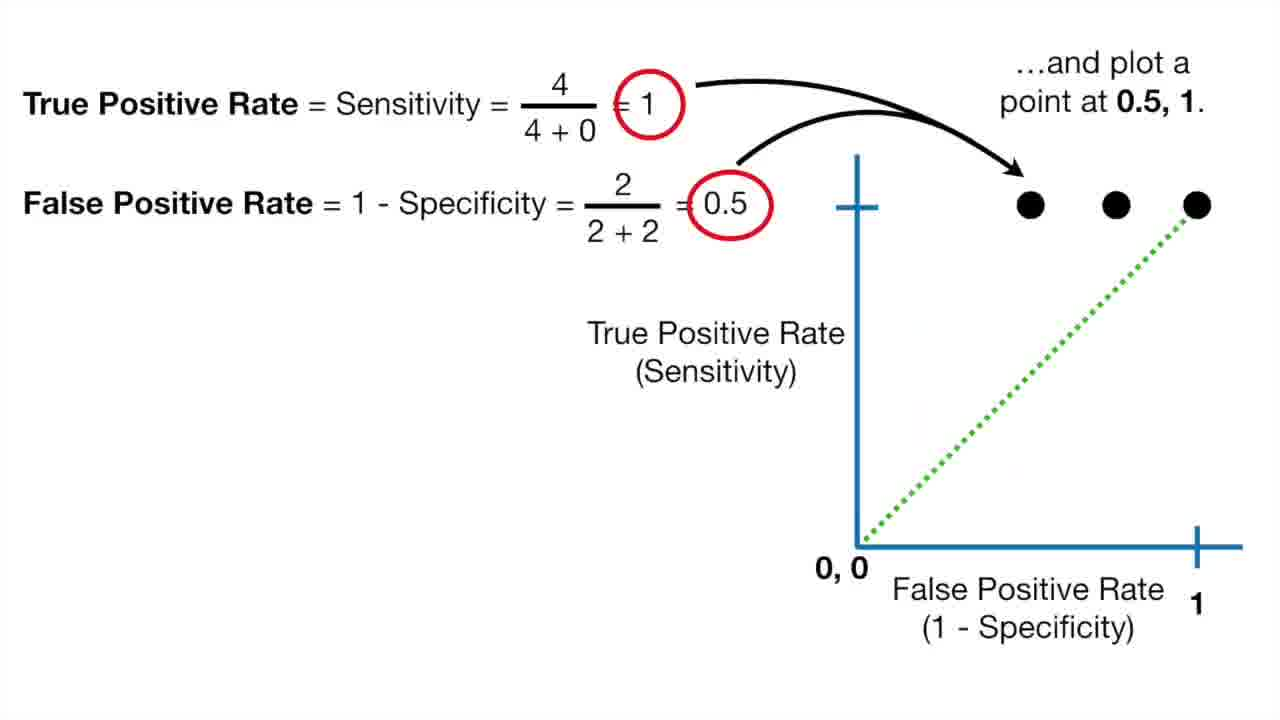 …and plot a
point at 0.5, 1.
True Positive Rate = Sensitivity = 4 / 4 + 0 = 1
False Positive Rate = 1 - Specificity = 2 / 2 + 2 = 0.5
True Positive Rate
(Sensitivity)
0, 0
False Positive Rate
(1 - Specificity)
1